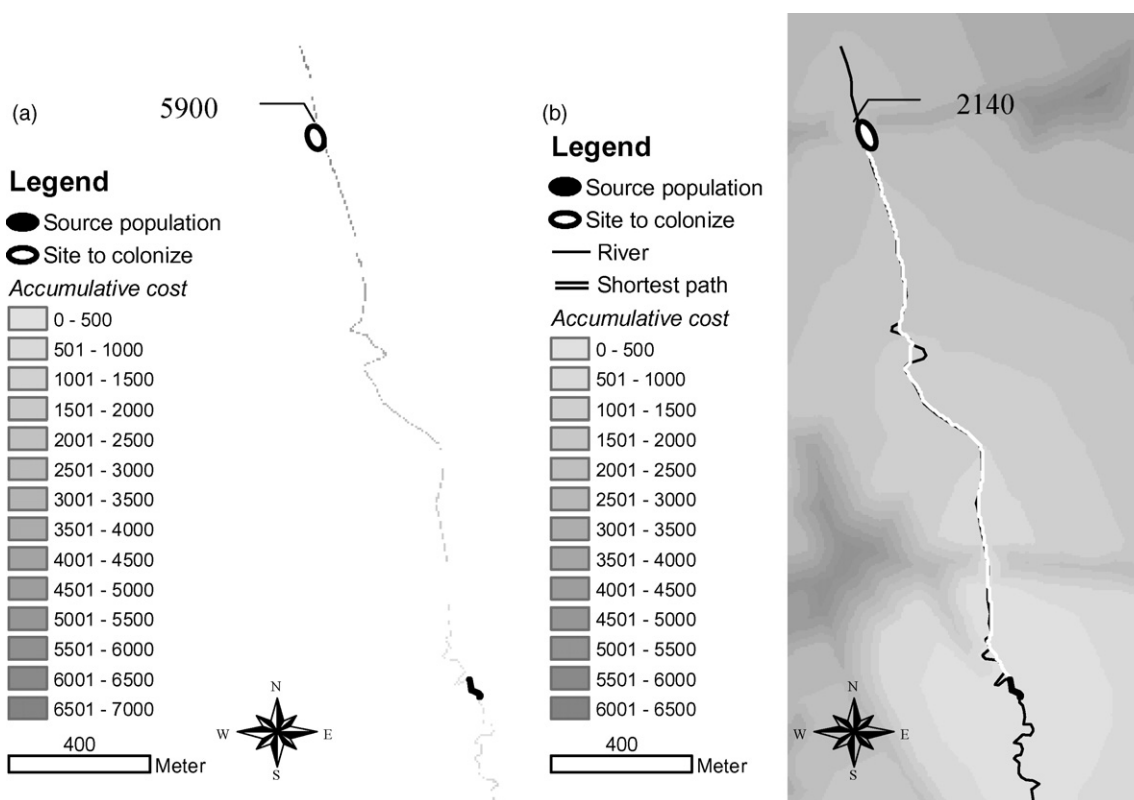 (a)
5900
Legend
Source population
Site to colonize
Accumulative cost
0 - 500
501 - 1000
1001 - 1500
1501 - 2000
2001 - 2500
2501 - 3000
3001 - 3500
3501 - 4000
4001 - 4500
4501 - 5000
5001 - 5500
5501 - 6000
6001 - 6500
6501 - 7000
400
Meter
N
W E
S
(b)
2140
Legend
Source population
Site to colonize
River
Shortest path
Accumulative cost
0 - 500
501 - 1000
1001 - 1500
1501 - 2000
2001 - 2500
2501 - 3000
3001 - 3500
3501 - 4000
4001 - 4500
4501 - 5000
5001 - 5500
5501 - 6000
6001 - 6500
400
Meter
N
W E
S